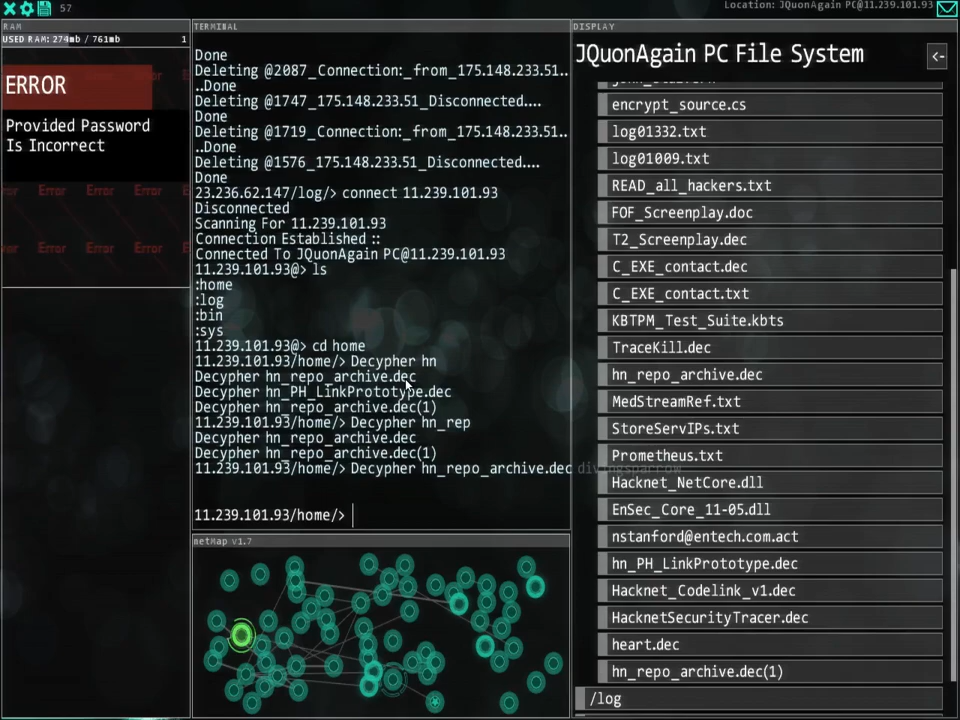 57
Location: JQuonAgain PC@11.239.101.93
RAM
USED RAM: 274mb / 761mb 1
ERROR
Provided Password
Is Incorrect
Error Error Error
Error Error Error
TERMINAL
Done
Deleting @2087_Connection:_from_175.148.233.51..
..Done
Deleting @1747_175.148.233.51_Disconnected....
Done
Deleting @1719_Connection:_from_175.148.233.51..
..Done
Deleting @1576_175.148.233.51_Disconnected....
Done
23.236.62.147/log/> connect 11.239.101.93
Disconnected
Scanning For 11.239.101.93
Connection Established ::
Connected To JQuonAgain PC@11.239.101.93
11.239.101.93@> ls
:home
:log
:bin
:sys
11.239.101.93@> cd home
11.239.101.93/home/> Decypher hn
Decypher hn_repo_archive.dec
Decypher hn_PH_LinkPrototype.dec
Decypher hn_repo_archive.dec(1)
11.239.101.93/home/> Decypher hn_rep
Decypher hn_repo_archive.dec
Decypher hn_repo_archive.dec(1)
11.239.101.93/home/> Decypher hn_repo_archive.dec divingsparrow
11.239.101.93/home/>
netMap v1.7
DISPLAY
JQuonAgain PC File System
<-
encrypt_source.cs
log01332.txt
log01009.txt
READ_all_hackers.txt
FOF_Screenplay.doc
T2_Screenplay.dec
C_EXE_contact.dec
C_EXE_contact.txt
KBTPM_Test_Suite.kbts
TraceKill.dec
hn_repo_archive.dec
MedStreamRef.txt
StoreServIPs.txt
Prometheus.txt
Hacknet_NetCore.dll
EnSec_Core_11-05.dll
nstanford@entech.com.act
hn_PH_LinkPrototype.dec
Hacknet_Codelink_v1.dec
HacknetSecurityTracer.dec
heart.dec
hn_repo_archive.dec(1)
/log